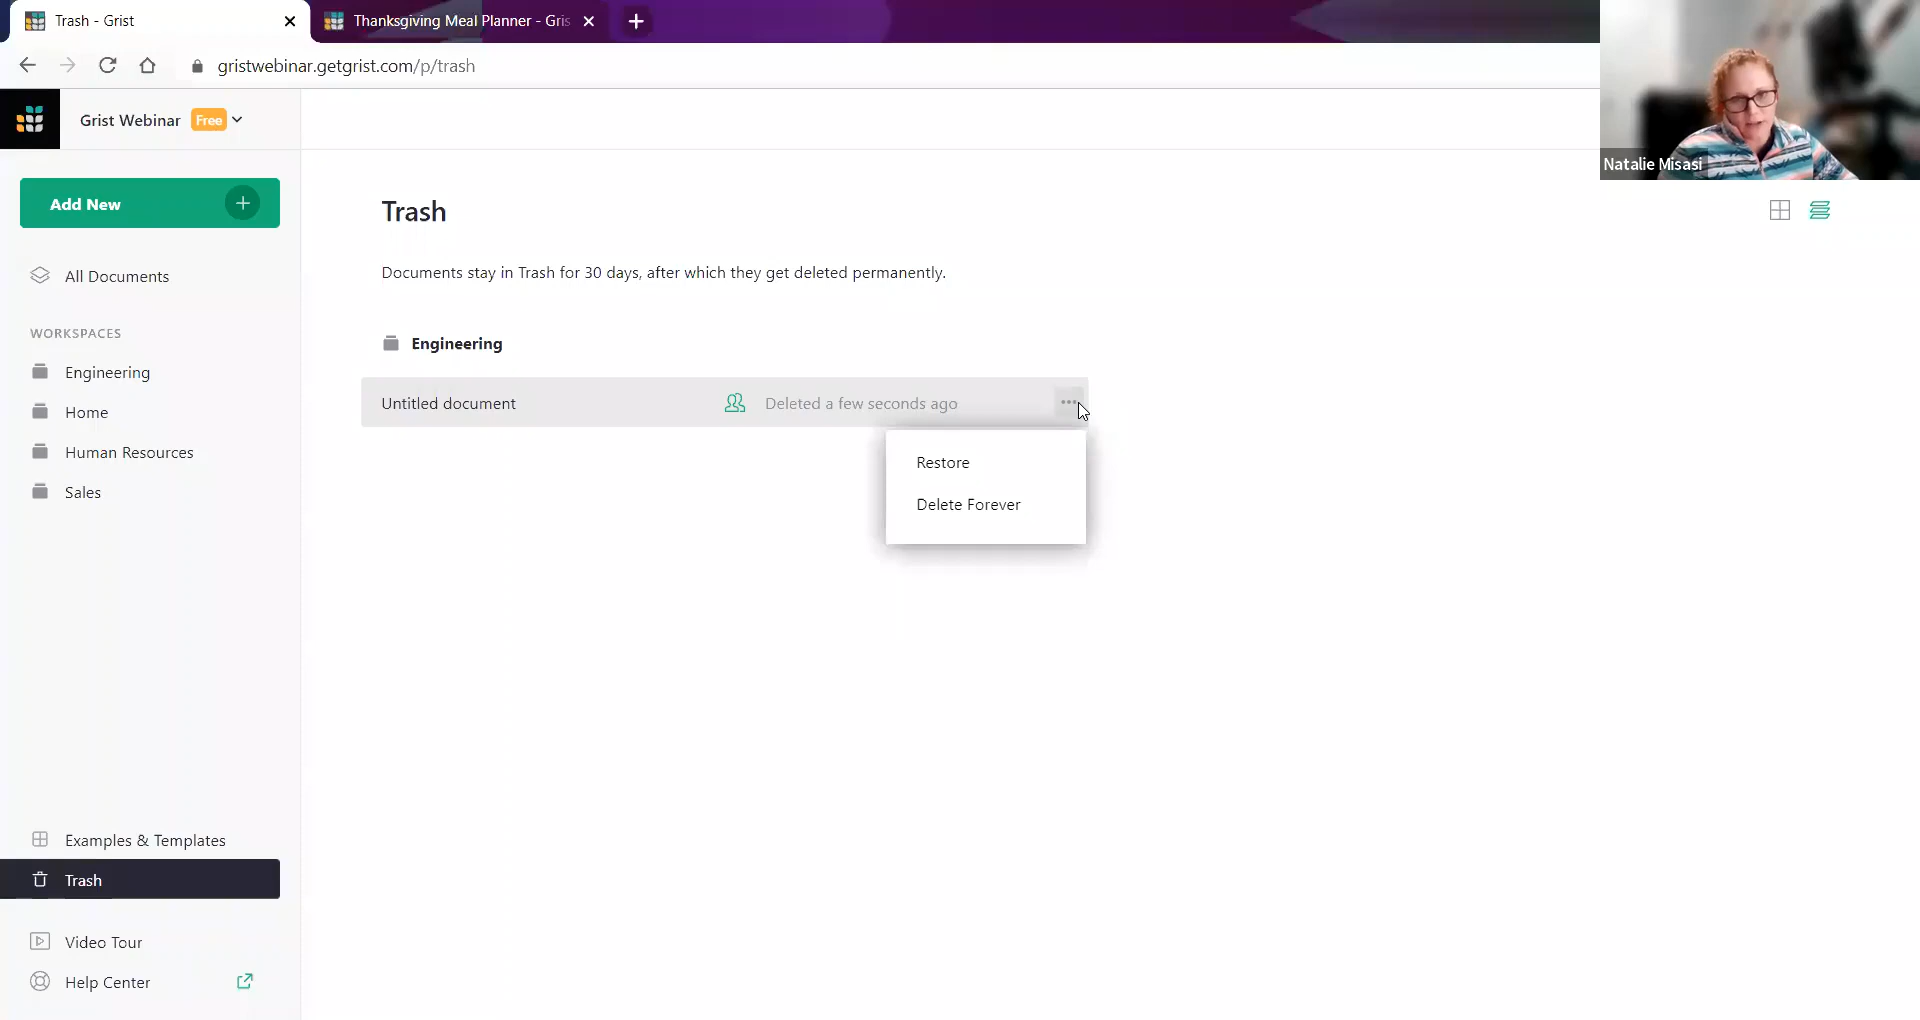 Trash - Grist
Thanksgiving Meal Planner - Gris
gristwebinar.getgrist.com/p/trash
Grist Webinar Free
Natalie Misasi
Add New
All Documents
WORKSPACES
Engineering
Home
Human Resources
Sales
Examples & Templates
Trash
Video Tour
Help Center
Trash
Documents stay in Trash for 30 days, after which they get deleted permanently.
Engineering
Untitled document Deleted a few seconds ago
Restore
Delete Forever